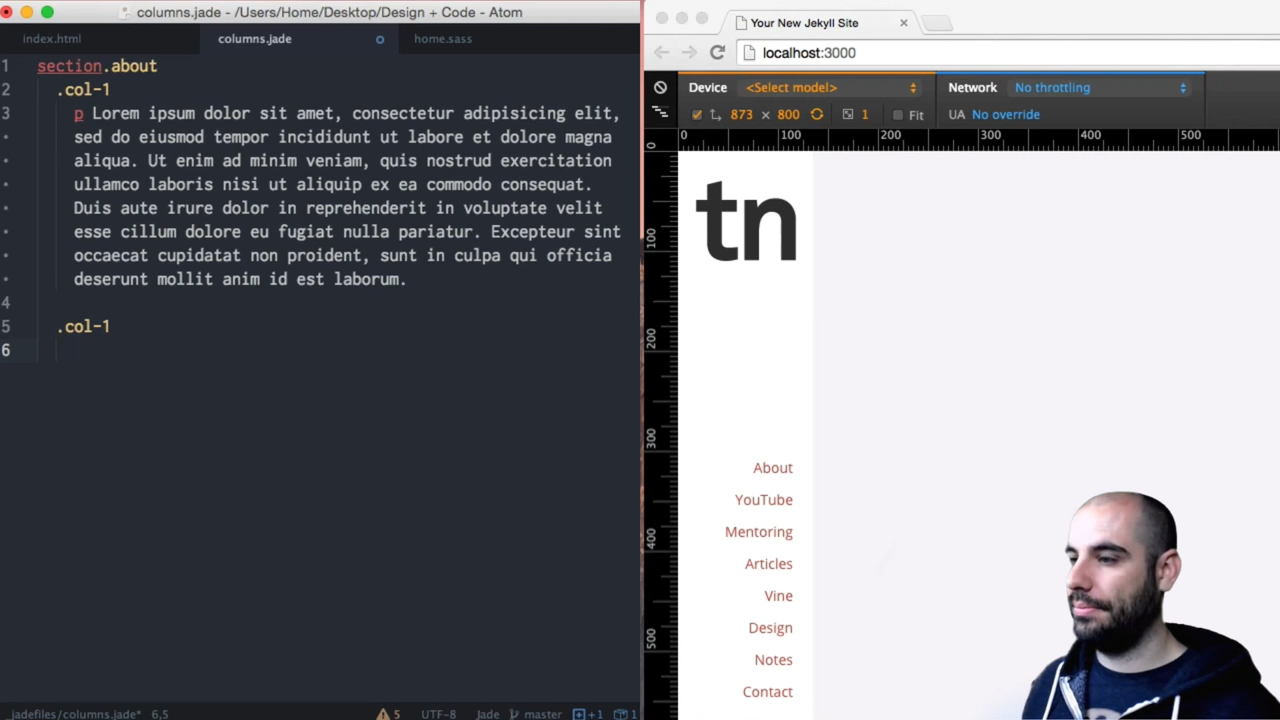 columns.jade - /Users/Home/Desktop/Design + Code - Atom
index.html
columns.jade
home.sass
1 section.about
2 .col-1
3 p Lorem ipsum dolor sit amet, consectetur adipisicing elit,
• sed do eiusmod tempor incididunt ut labore et dolore magna
• aliqua. Ut enim ad minim veniam, quis nostrud exercitation
• ullamco laboris nisi ut aliquip ex ea commodo consequat.
• Duis aute irure dolor in reprehenderit in voluptate velit
• esse cillum dolore eu fugiat nulla pariatur. Excepteur sint
• occaecat cupidatat non proident, sunt in culpa qui officia
• deserunt mollit anim id est laborum.
4
5 .col-1
6
jadefiles/columns.jade* 6,5
5 UTF-8 Jade master +1 1
Your New Jekyll Site
localhost:3000
Device <Select model> Network No throttling
873 × 800 1 Fit UA No override
0 100 200 300 400 500
0
100
200
300
400
500
tn
About
YouTube
Mentoring
Articles
Vine
Design
Notes
Contact